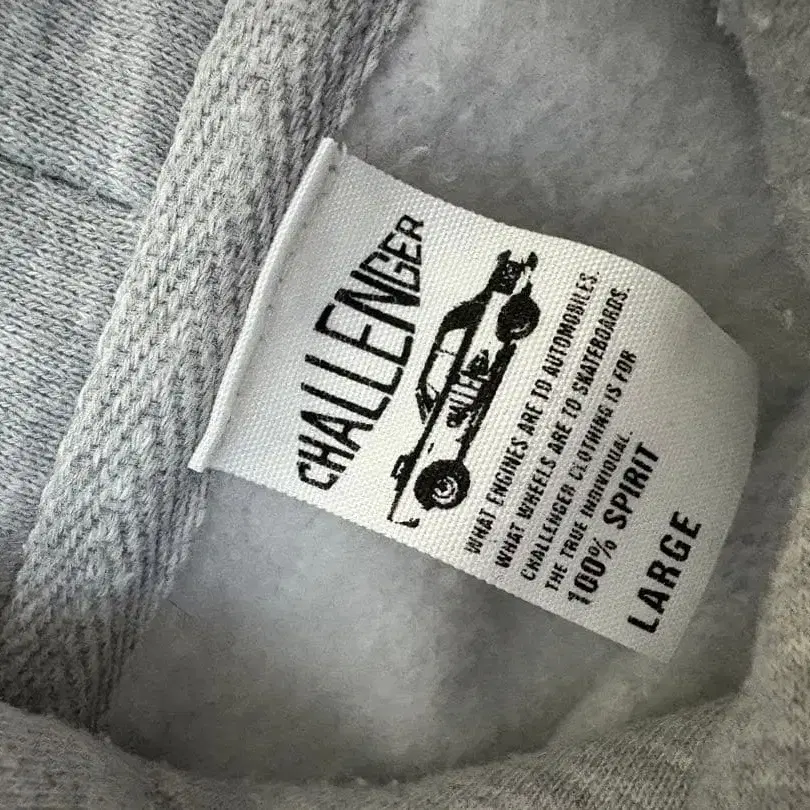 CHALLENGER
CHALLENGER
WHAT ENGINES ARE TO AUTOMOBILES.
WHAT WHEELS ARE TO SKATEBOARDS.
CHALLENGER CLOTHING IS FOR
THE TRUE INDIVIDUAL.
100% SPIRIT
LARGE